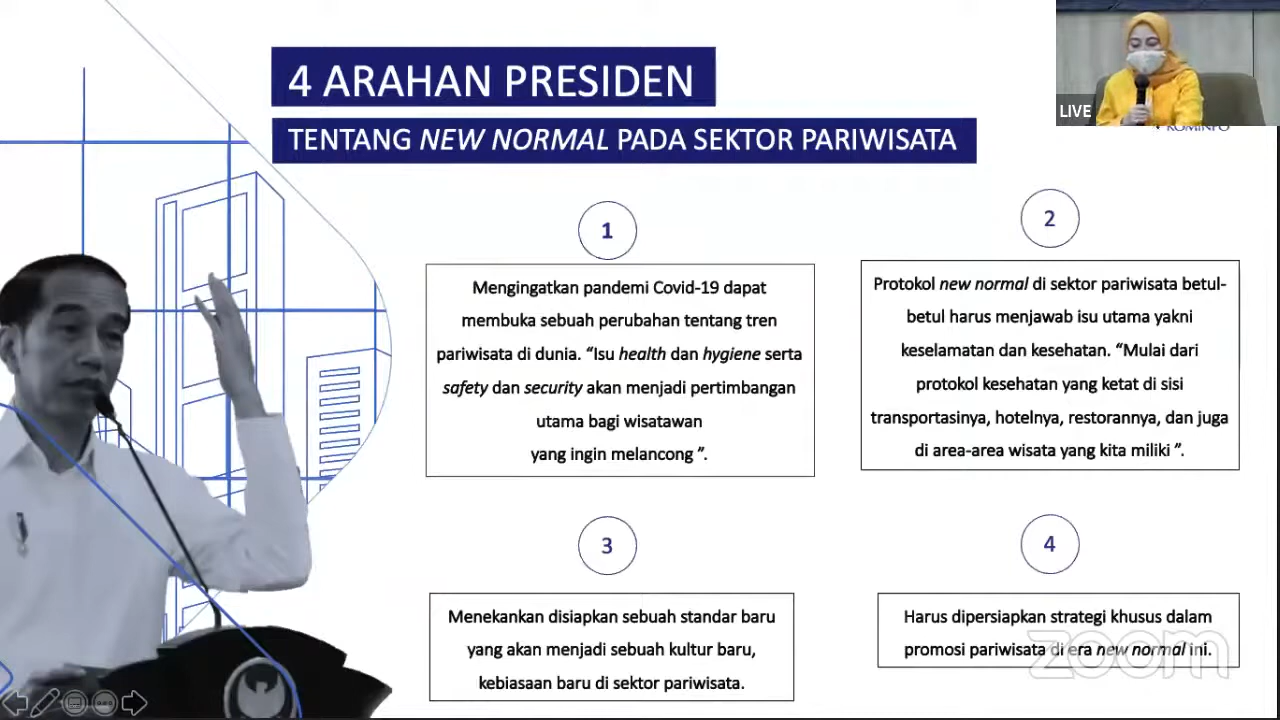 4 ARAHAN PRESIDEN
TENTANG NEW NORMAL PADA SEKTOR PARIWISATA
LIVE
KOMINFO
1
Mengingatkan pandemi Covid-19 dapat
membuka sebuah perubahan tentang tren
pariwisata di dunia. “Isu health dan hygiene serta
safety dan security akan menjadi pertimbangan
utama bagi wisatawan
yang ingin melancong ”.
2
Protokol new normal di sektor pariwisata betul-
betul harus menjawab isu utama yakni
keselamatan dan kesehatan. “Mulai dari
protokol kesehatan yang ketat di sisi
transportasinya, hotelnya, restorannya, dan juga
di area-area wisata yang kita miliki ”.
3
Menekankan disiapkan sebuah standar baru
yang akan menjadi sebuah kultur baru,
kebiasaan baru di sektor pariwisata.
4
Harus dipersiapkan strategi khusus dalam
promosi pariwisata di era new normal ini.
zoom